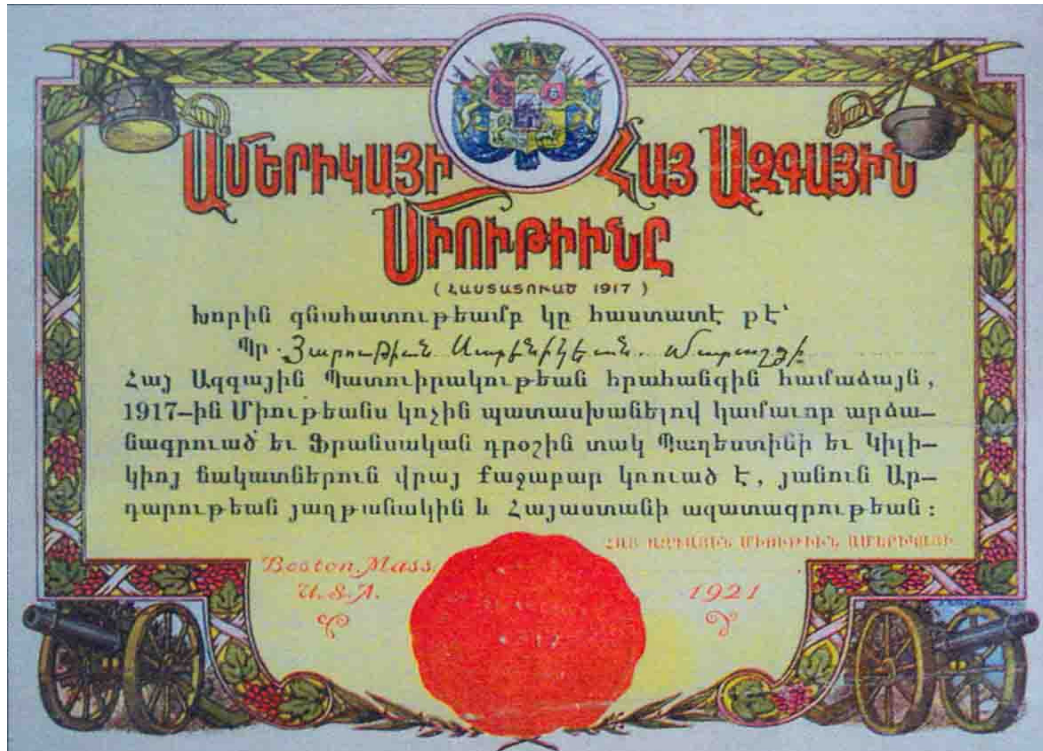 ԱՄԵՐԻԿԱՅԻ ՀԱՅ ԱԶԳԱՅԻՆ
ՄԻՈՒԹԻՒՆԸ
(ՀԱՍՏԱՏՈՒԱԾ 1917)
Խորին գնահատութեամբ կը հաստատէ թէ՝
Պր. Յարութիւն
Հայ Ազգային Պատուիրակութեան հրահանգին համաձայն,
1917–ին Միութեանս կոչին պատասխանելով կամաւոր արձա–
նագրուած եւ Ֆրանսական դրօշին տակ Պաղեստինի եւ Կիլի–
կիոյ ճակատներուն վրայ քաջաբար կռուած է, յանուն Ար–
դարութեան յաղթանակին և Հայաստանի ազատագրութեան:
ՀԱՅ ԱԶԳԱՅԻՆ ՄԻՈՒԹԻՒՆ ԱՄԵՐԻԿԱՅԻ
Boston, Mass.
U.S.A.
1921